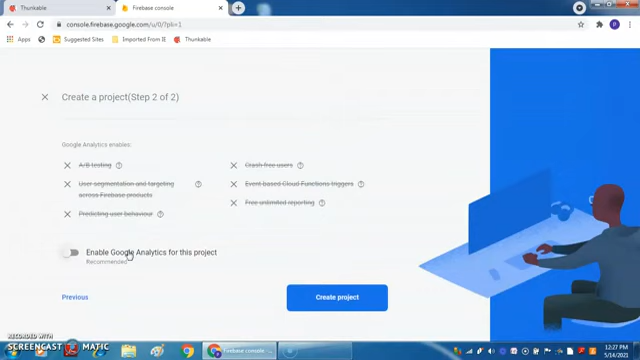 Thunkable
Firebase console
console.firebase.google.com/u/0/?pli=1
Apps
Suggested Sites
Imported From IE
Thunkable
Create a project(Step 2 of 2)
Google Analytics enables:
A/B testing
Crash-free users
User segmentation and targeting
across Firebase products
Event-based Cloud Functions triggers
Free unlimited reporting
Predicting user behaviour
Enable Google Analytics for this project
Recommended
Previous
Create project
RECORDED WITH
SCREENCAST MATIC
Firebase console -...
12:27 PM
5/14/2021